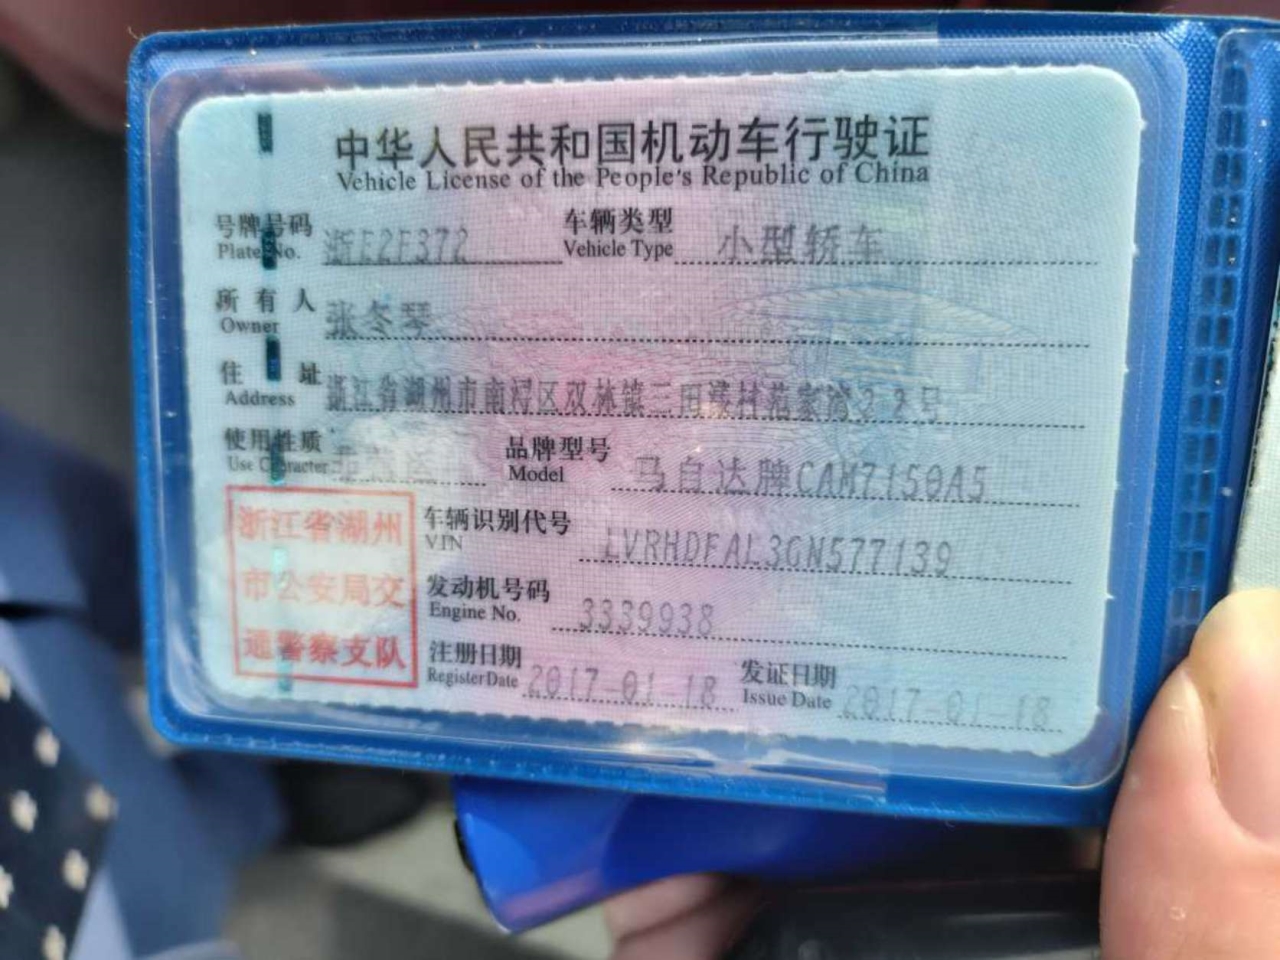 中华人民共和国机动车行驶证
Vehicle License of the People's Republic of China
号牌号码 浙E2F372 车辆类型 小型轿车
Plate No. Vehicle Type
所有人 张冬琴
Owner
住址 浙江省湖州市南浔区双林镇三田漾村范家湾22号
Address
使用性质 品牌型号 马自达牌CAM7150A5
Use Character Model
浙江省湖州
市公安局交
通警察支队
车辆识别代号 LVRHDFAL3GN577139
VIN
发动机号码 3339938
Engine No.
注册日期 2017-01-18 发证日期 2017-01-18
Register Date Issue Date